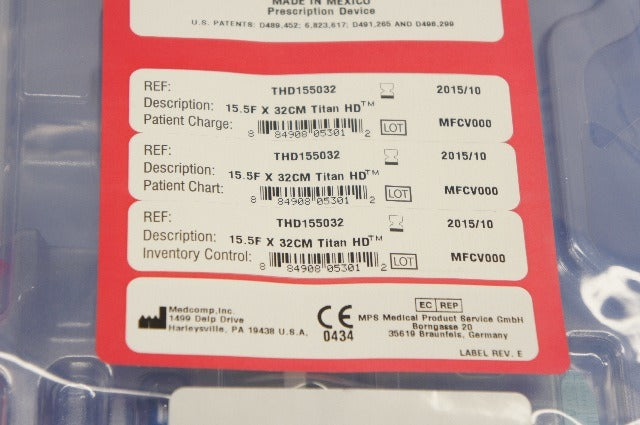 MADE IN MEXICO
Prescription Device
U.S. PATENTS: D489,452; 6,823,617; D491,265 AND D498,299
REF: THD155032 2015/10
Description: 15.5F X 32CM Titan HD™
Patient Charge: 8 84908 05301 2 LOT MFCV000
REF: THD155032 2015/10
Description: 15.5F X 32CM Titan HD™
Patient Chart: 8 84908 05301 2 LOT MFCV000
REF: THD155032 2015/10
Description: 15.5F X 32CM Titan HD™
Inventory Control: 8 84908 05301 2 LOT MFCV000
Medcomp,Inc.
1499 Delp Drive
Harleysville, PA 19438 U.S.A.
CE
0434
EC REP
MPS Medical Product Service GmbH
Borngasse 20
35619 Braunfels, Germany
LABEL REV. E